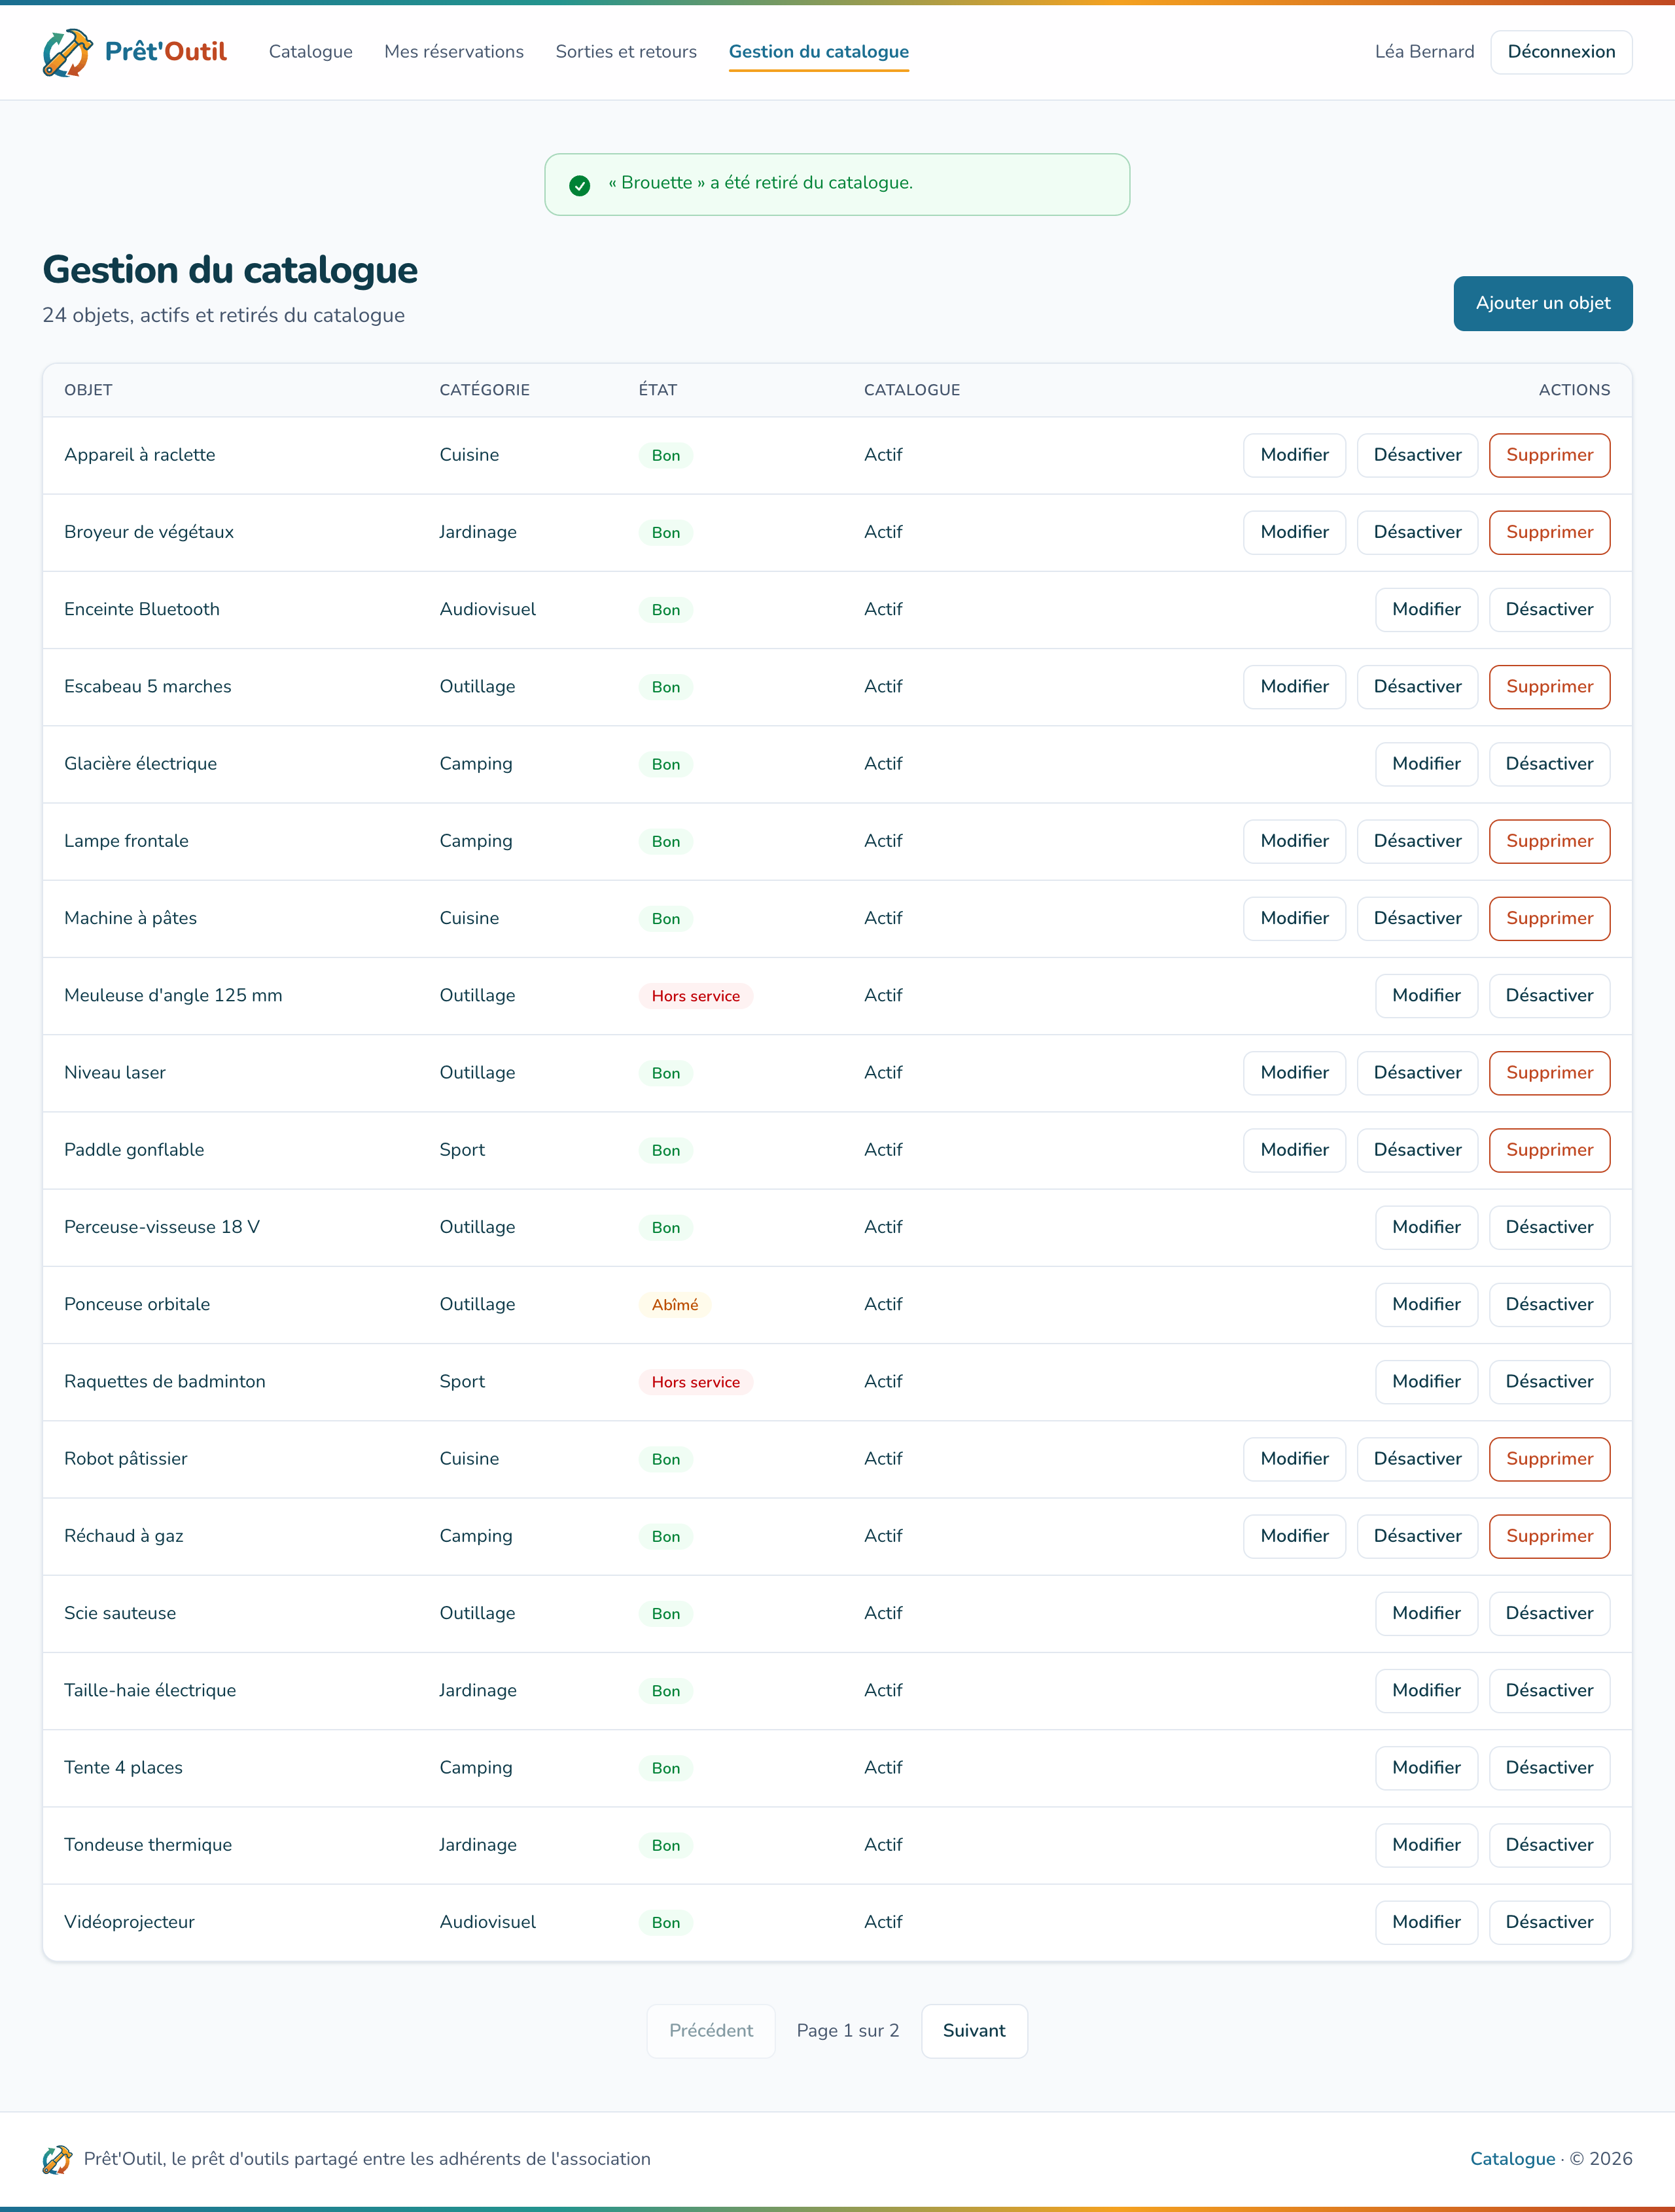 Prêt'Outil Catalogue Mes réservations Sorties et retours Gestion du catalogue Léa Bernard Déconnexion
« Brouette » a été retiré du catalogue.
Gestion du catalogue
24 objets, actifs et retirés du catalogue
Ajouter un objet
OBJET CATÉGORIE ÉTAT CATALOGUE ACTIONS
Appareil à raclette Cuisine Bon Actif Modifier Désactiver Supprimer
Broyeur de végétaux Jardinage Bon Actif Modifier Désactiver Supprimer
Enceinte Bluetooth Audiovisuel Bon Actif Modifier Désactiver
Escabeau 5 marches Outillage Bon Actif Modifier Désactiver Supprimer
Glacière électrique Camping Bon Actif Modifier Désactiver
Lampe frontale Camping Bon Actif Modifier Désactiver Supprimer
Machine à pâtes Cuisine Bon Actif Modifier Désactiver Supprimer
Meuleuse d'angle 125 mm Outillage Hors service Actif Modifier Désactiver
Niveau laser Outillage Bon Actif Modifier Désactiver Supprimer
Paddle gonflable Sport Bon Actif Modifier Désactiver Supprimer
Perceuse-visseuse 18 V Outillage Bon Actif Modifier Désactiver
Ponceuse orbitale Outillage Abîmé Actif Modifier Désactiver
Raquettes de badminton Sport Hors service Actif Modifier Désactiver
Robot pâtissier Cuisine Bon Actif Modifier Désactiver Supprimer
Réchaud à gaz Camping Bon Actif Modifier Désactiver Supprimer
Scie sauteuse Outillage Bon Actif Modifier Désactiver
Taille-haie électrique Jardinage Bon Actif Modifier Désactiver
Tente 4 places Camping Bon Actif Modifier Désactiver
Tondeuse thermique Jardinage Bon Actif Modifier Désactiver
Vidéoprojecteur Audiovisuel Bon Actif Modifier Désactiver
Précédent Page 1 sur 2 Suivant
Prêt'Outil, le prêt d'outils partagé entre les adhérents de l'association Catalogue · © 2026